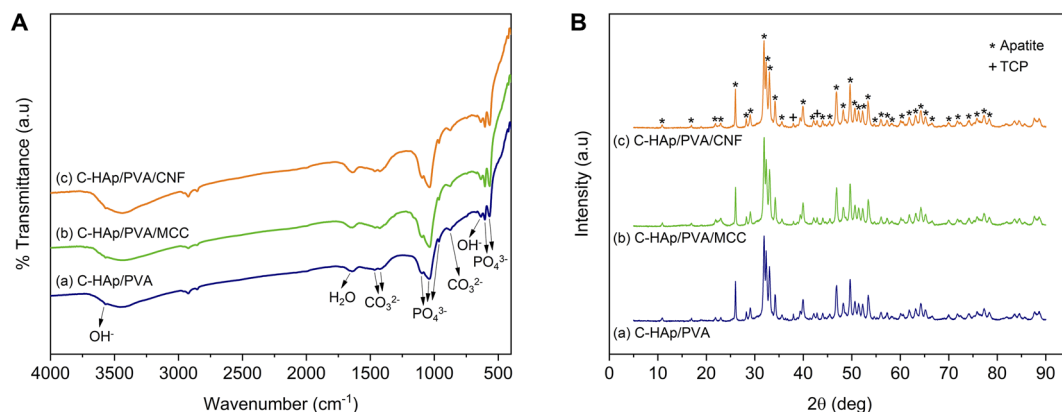 A
% Transmittance (a.u)
(c) C-HAp/PVA/CNF
(b) C-HAp/PVA/MCC
(a) C-HAp/PVA
OH⁻
H₂O
CO₃²⁻
PO₄³⁻
CO₃²⁻
OH⁻
PO₄³⁻
4000 3500 3000 2500 2000 1500 1000 500
Wavenumber (cm⁻¹)
B
Intensity (a.u)
* Apatite
+ TCP
(c) C-HAp/PVA/CNF
(b) C-HAp/PVA/MCC
(a) C-HAp/PVA
0 10 20 30 40 50 60 70 80 90
2θ (deg)